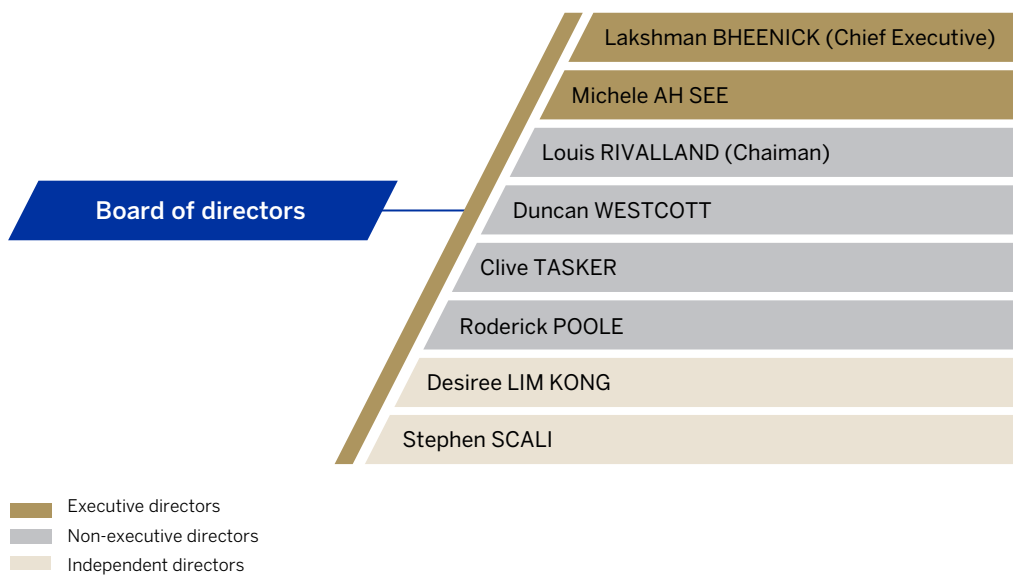 Lakshman BHEENICK (Chief Executive)
Michele AH SEE
Louis RIVALLAND (Chaiman)
Board of directors
Duncan WESTCOTT
Clive TASKER
Roderick POOLE
Desiree LIM KONG
Stephen SCALI
Executive directors
Non-executive directors
Independent directors